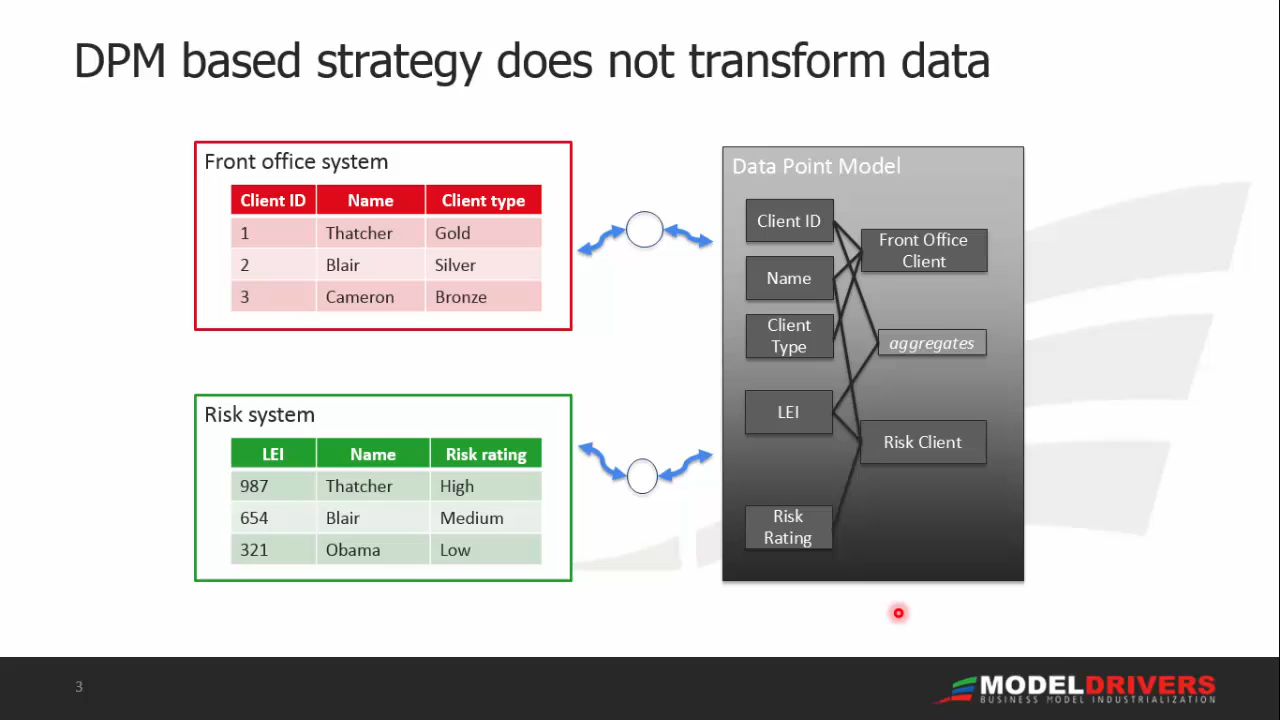 DPM based strategy does not transform data
Front office system
Client ID Name Client type
1 Thatcher Gold
2 Blair Silver
3 Cameron Bronze
Risk system
LEI Name Risk rating
987 Thatcher High
654 Blair Medium
321 Obama Low
Data Point Model
Client ID
Name
Client
Type
LEI
Risk
Rating
Front Office
Client
aggregates
Risk Client
3
MODELDRIVERS
BUSINESS MODEL INDUSTRIALIZATION